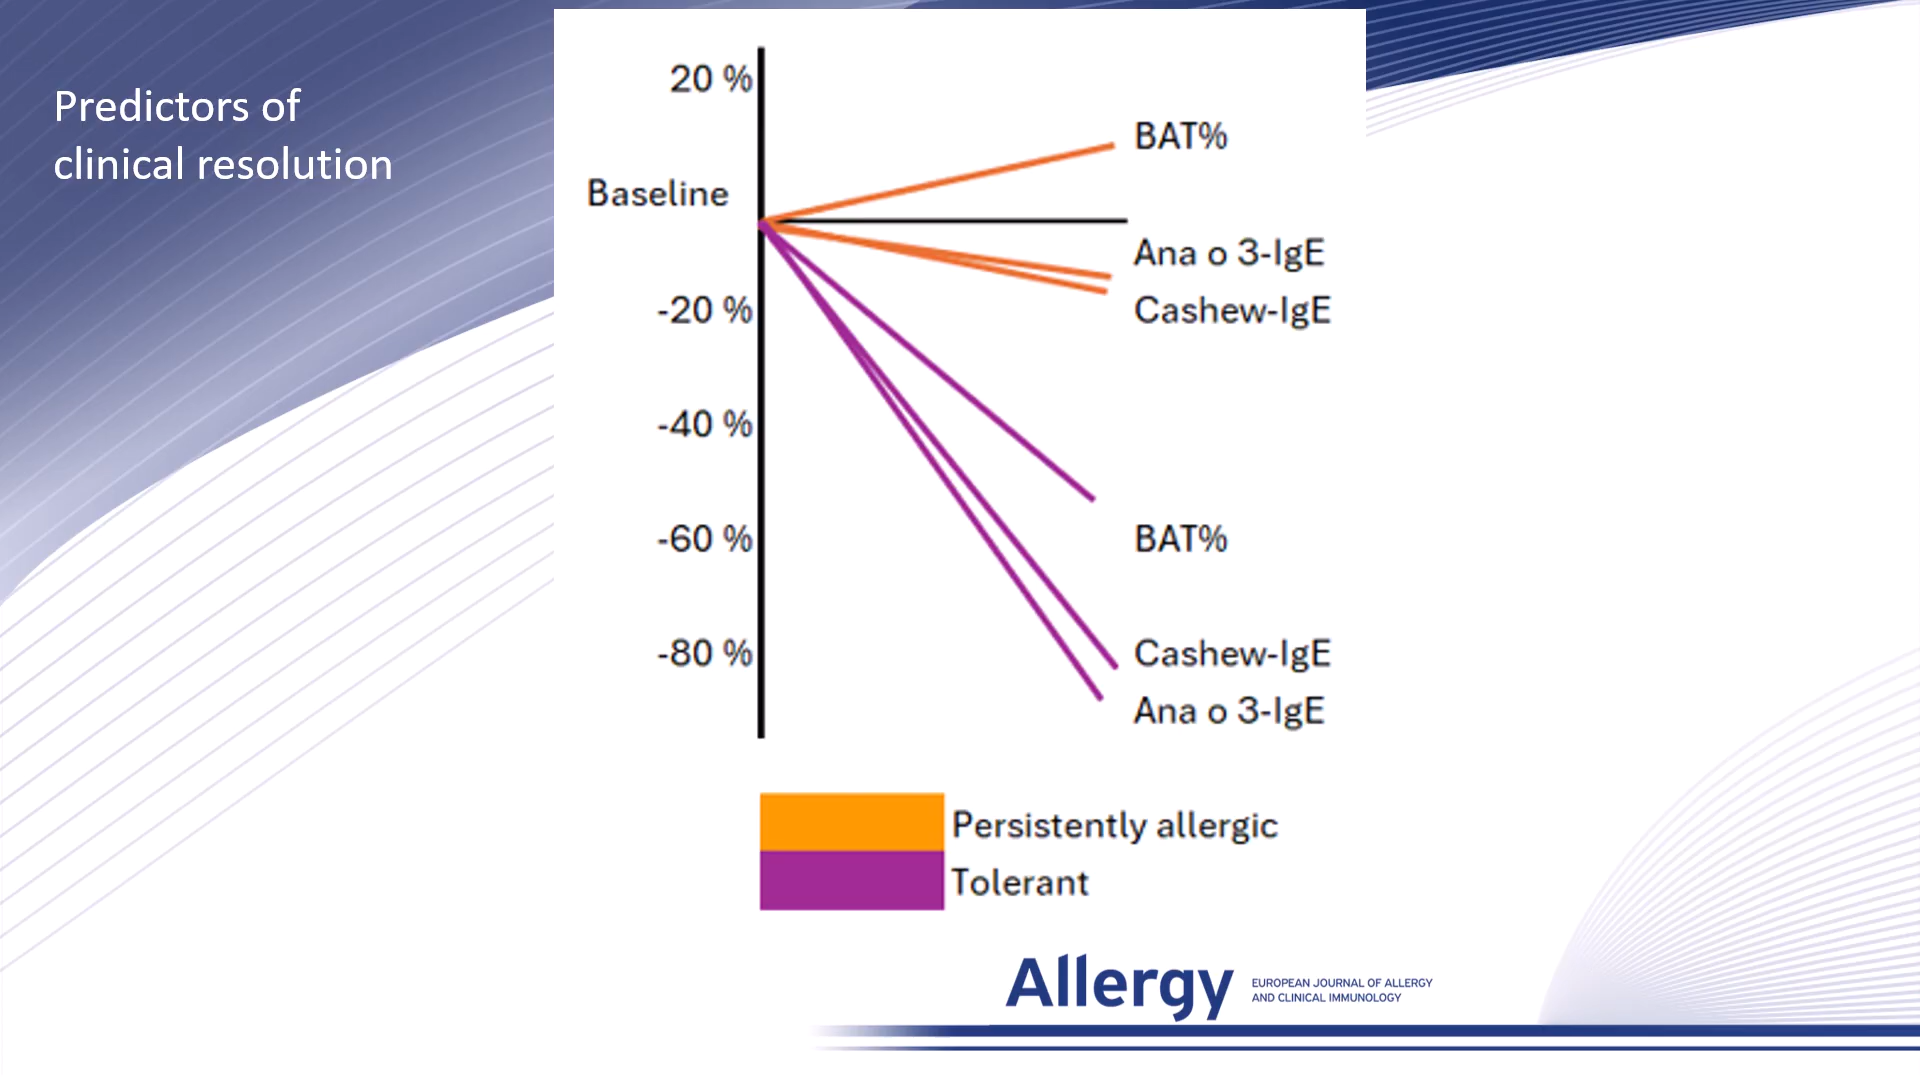 Predictors of
clinical resolution
20 %
BAT%
Baseline
Ana o 3-IgE
-20 %
Cashew-IgE
-40 %
-60 %
BAT%
-80 %
Cashew-IgE
Ana o 3-IgE
Persistently allergic
Tolerant
Allergy
EUROPEAN JOURNAL OF ALLERGY
AND CLINICAL IMMUNOLOGY